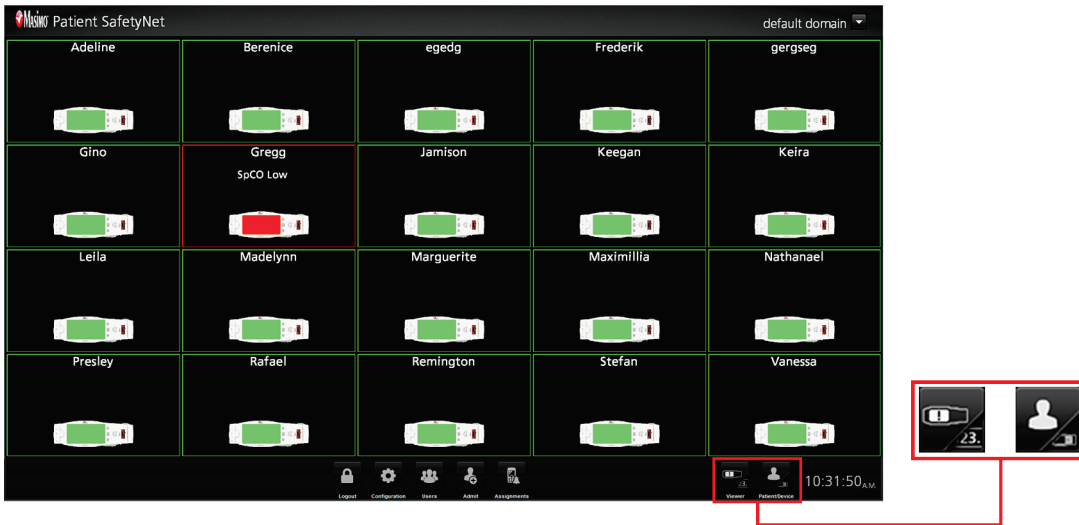 Masimo Patient SafetyNet
default domain
Adeline
Berenice
egedg
Frederik
gergseg
Gino
Gregg
Jamison
Keegan
Keira
SpCO Low
Leila
Madelynn
Marguerite
Maximillia
Nathanael
Presley
Rafael
Remington
Stefan
Vanessa
23.
Logout
Configuration
Users
Admit
Assignments
Viewer
Patient/Device
10:31:50 A.M.
23.